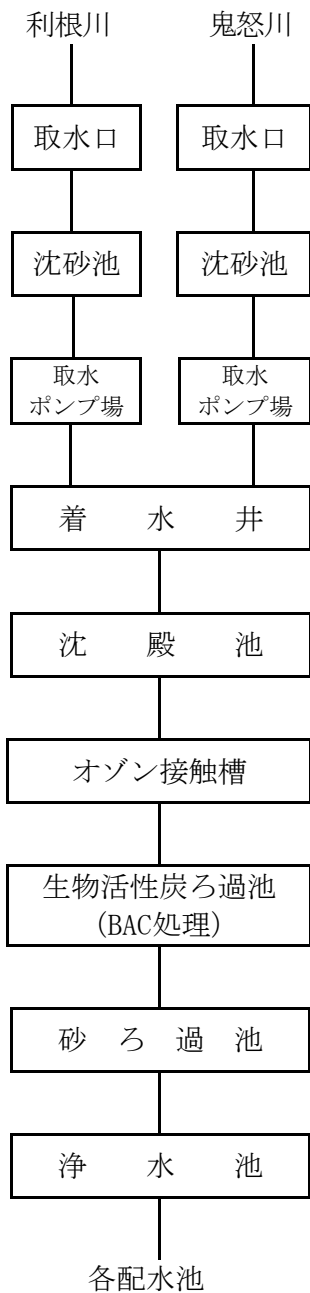 利根川 鬼怒川
取水口 取水口
沈砂池 沈砂池
取水 取水
ポンプ場 ポンプ場
着水井
沈殿池
オゾン接触槽
生物活性炭ろ過池
(BAC処理)
砂ろ過池
浄水池
各配水池